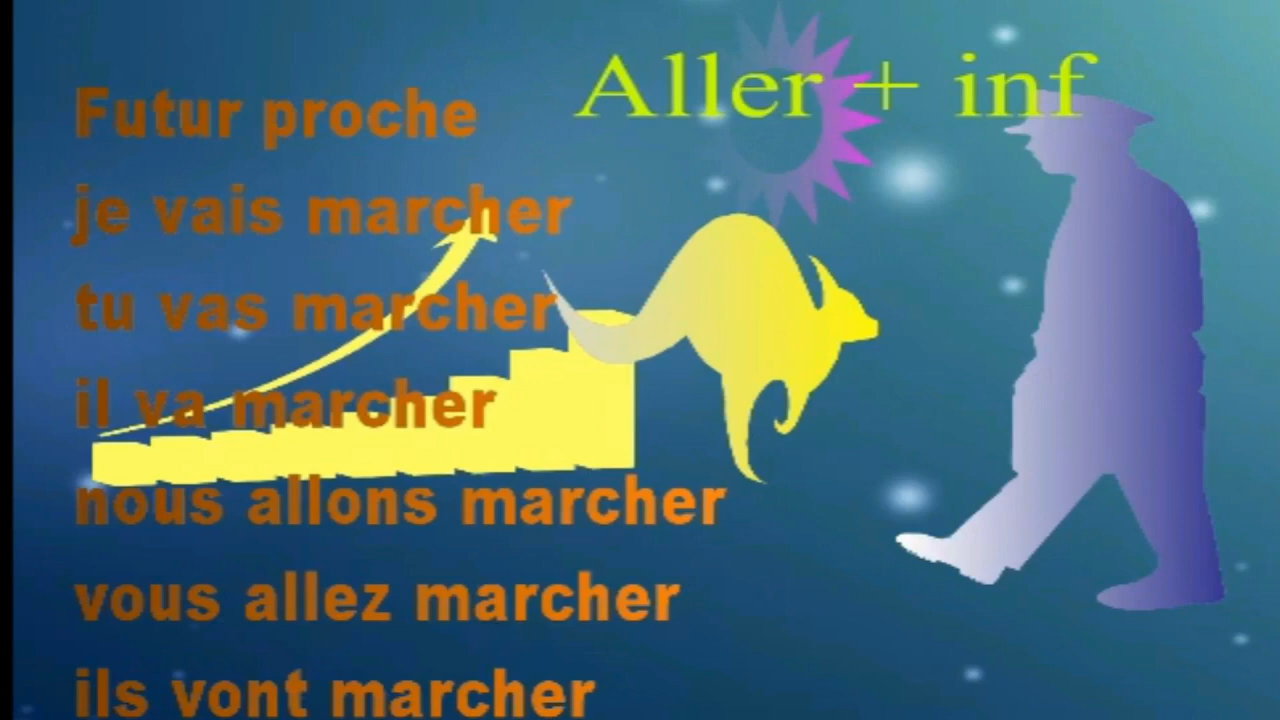 Aller + inf
Futur proche
je vais marcher
tu vas marcher
il va marcher
nous allons marcher
vous allez marcher
ils vont marcher